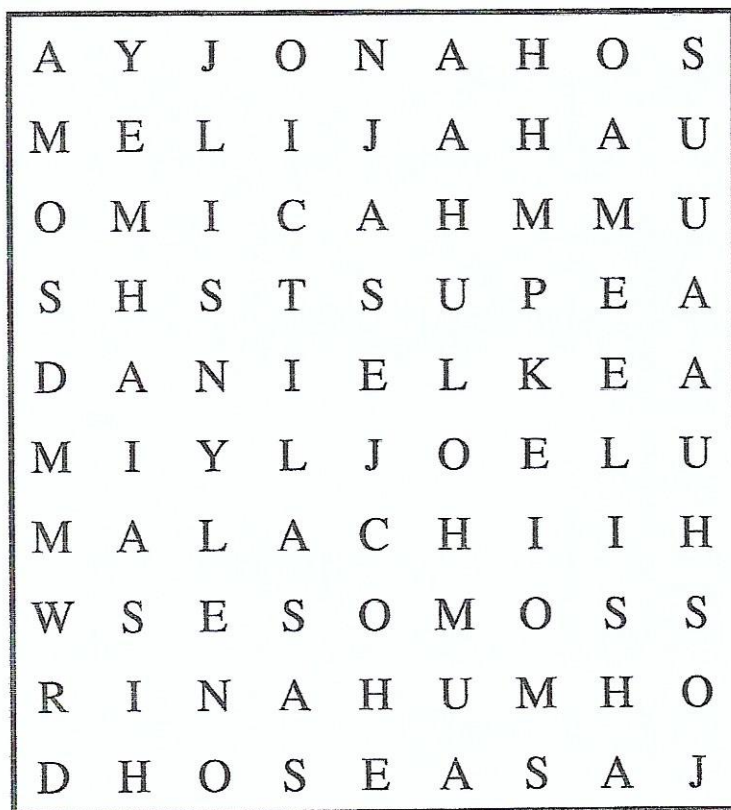 A Y J O N A H O S
M E L I J A H A U
O M I C A H M M U
S H S T S U P E A
D A N I E L K E A
M I Y L J O E L U
M A L A C H I I H
W S E S O M O S S
R I N A H U M H O
D H O S E A S A J